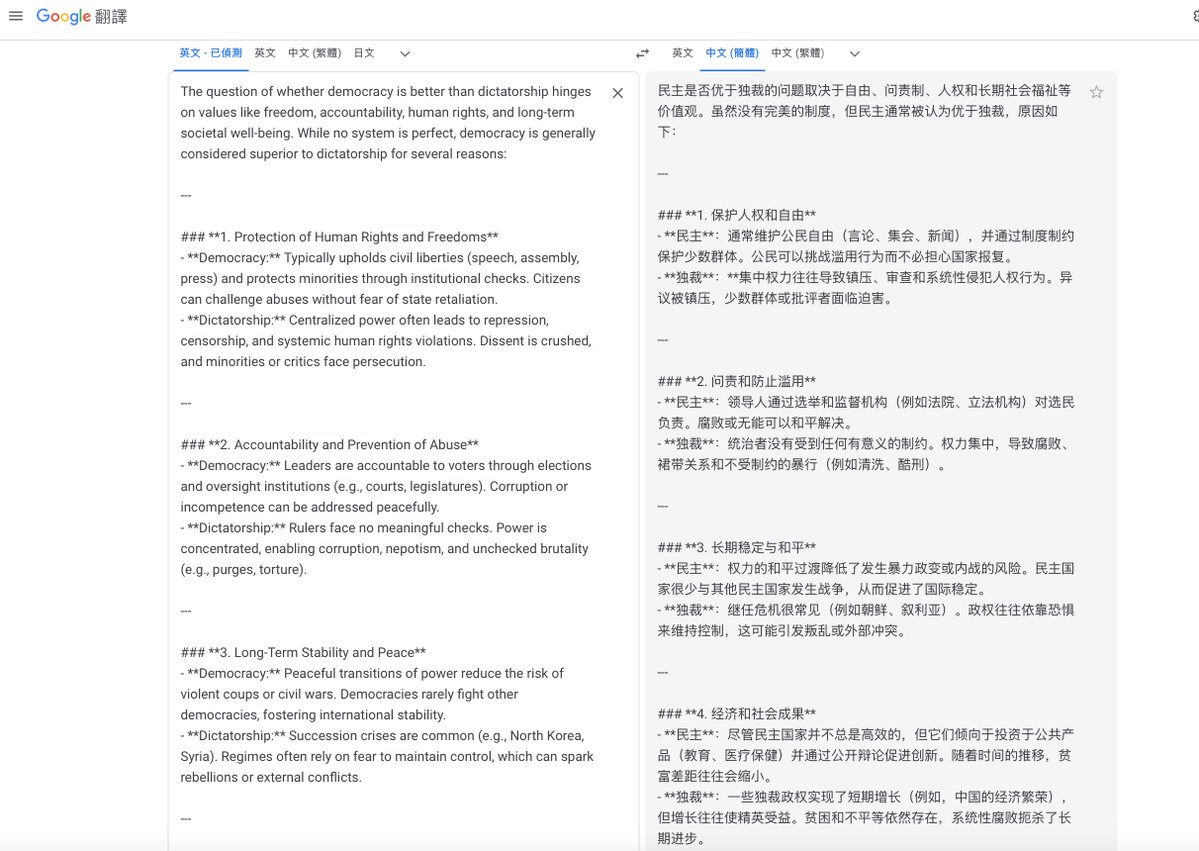 Google 翻譯
英文 - 已偵測 英文 中文 (繁體) 日文
英文 中文 (簡體) 中文 (繁體)
The question of whether democracy is better than dictatorship hinges
on values like freedom, accountability, human rights, and long-term
societal well-being. While no system is perfect, democracy is generally
considered superior to dictatorship for several reasons:
---
### **1. Protection of Human Rights and Freedoms**
- **Democracy:** Typically upholds civil liberties (speech, assembly,
press) and protects minorities through institutional checks. Citizens
can challenge abuses without fear of state retaliation.
- **Dictatorship:** Centralized power often leads to repression,
censorship, and systemic human rights violations. Dissent is crushed,
and minorities or critics face persecution.
---
### **2. Accountability and Prevention of Abuse**
- **Democracy:** Leaders are accountable to voters through elections
and oversight institutions (e.g., courts, legislatures). Corruption or
incompetence can be addressed peacefully.
- **Dictatorship:** Rulers face no meaningful checks. Power is
concentrated, enabling corruption, nepotism, and unchecked brutality
(e.g., purges, torture).
---
### **3. Long-Term Stability and Peace**
- **Democracy:** Peaceful transitions of power reduce the risk of
violent coups or civil wars. Democracies rarely fight other
democracies, fostering international stability.
- **Dictatorship:** Succession crises are common (e.g., North Korea,
Syria). Regimes often rely on fear to maintain control, which can spark
rebellions or external conflicts.
---
民主是否优于独裁的问题取决于自由、问责制、人权和长期社会福祉等
价值观。虽然没有完美的制度，但民主通常被认为优于独裁，原因如
下：
---
### **1. 保护人权和自由**
- **民主**：通常维护公民自由（言论、集会、新闻），并通过制度制约
保护少数群体。公民可以挑战滥用行为而不必担心国家报复。
- **独裁**：**集中权力往往导致镇压、审查和系统性侵犯人权行为。异
议被镇压，少数群体或批评者面临迫害。
---
### **2. 问责和防止滥用**
- **民主**：领导人通过选举和监督机构（例如法院、立法机构）对选民
负责。腐败或无能可以和平解决。
- **独裁**：统治者没有受到任何有意义的制约。权力集中，导致腐败、
裙带关系和不受制约的暴行（例如清洗、酷刑）。
---
### **3. 长期稳定与和平**
- **民主**：权力的和平过渡降低了发生暴力政变或内战的风险。民主国
家很少与其他民主国家发生战争，从而促进了国际稳定。
- **独裁**：继任危机很常见（例如朝鲜、叙利亚）。政权往往依靠恐惧
来维持控制，这可能引发叛乱或外部冲突。
---
### **4. 经济和社会成果**
- **民主**：尽管民主国家并不总是高效的，但它们倾向于投资于公共产
品（教育、医疗保健）并通过公开辩论促进创新。随着时间的推移，贫
富差距往往会缩小。
- **独裁**：一些独裁政权实现了短期增长（例如，中国的经济繁荣），
但增长往往使精英受益。贫困和不平等依然存在，系统性腐败扼杀了长
期进步。